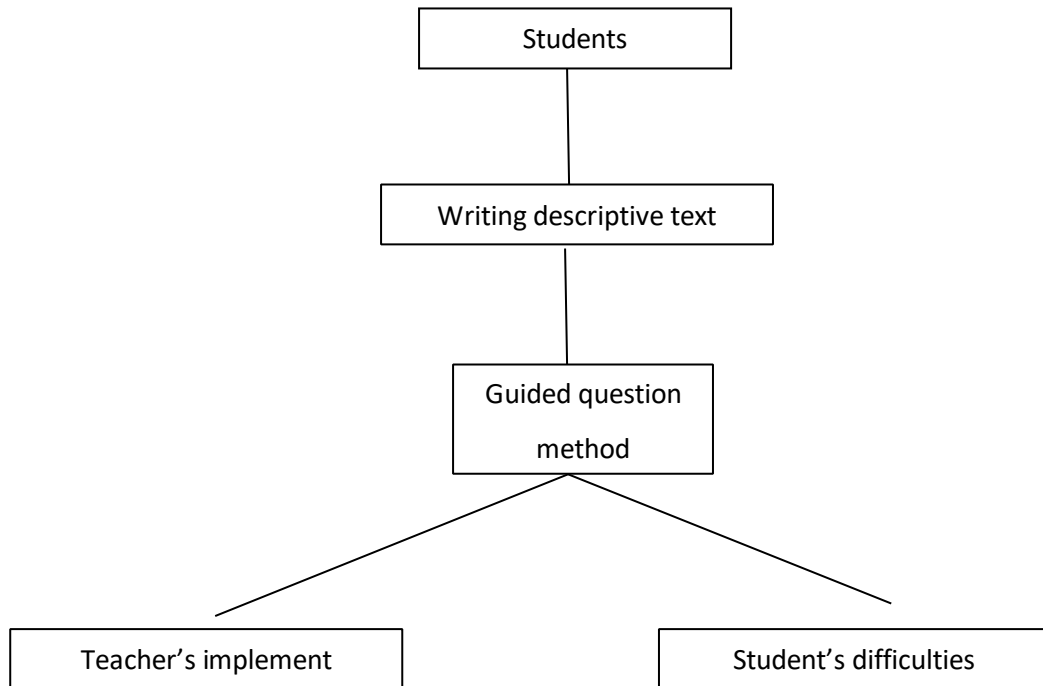 Students
Writing descriptive text
Guided question
method
Teacher’s implement
Student’s difficulties